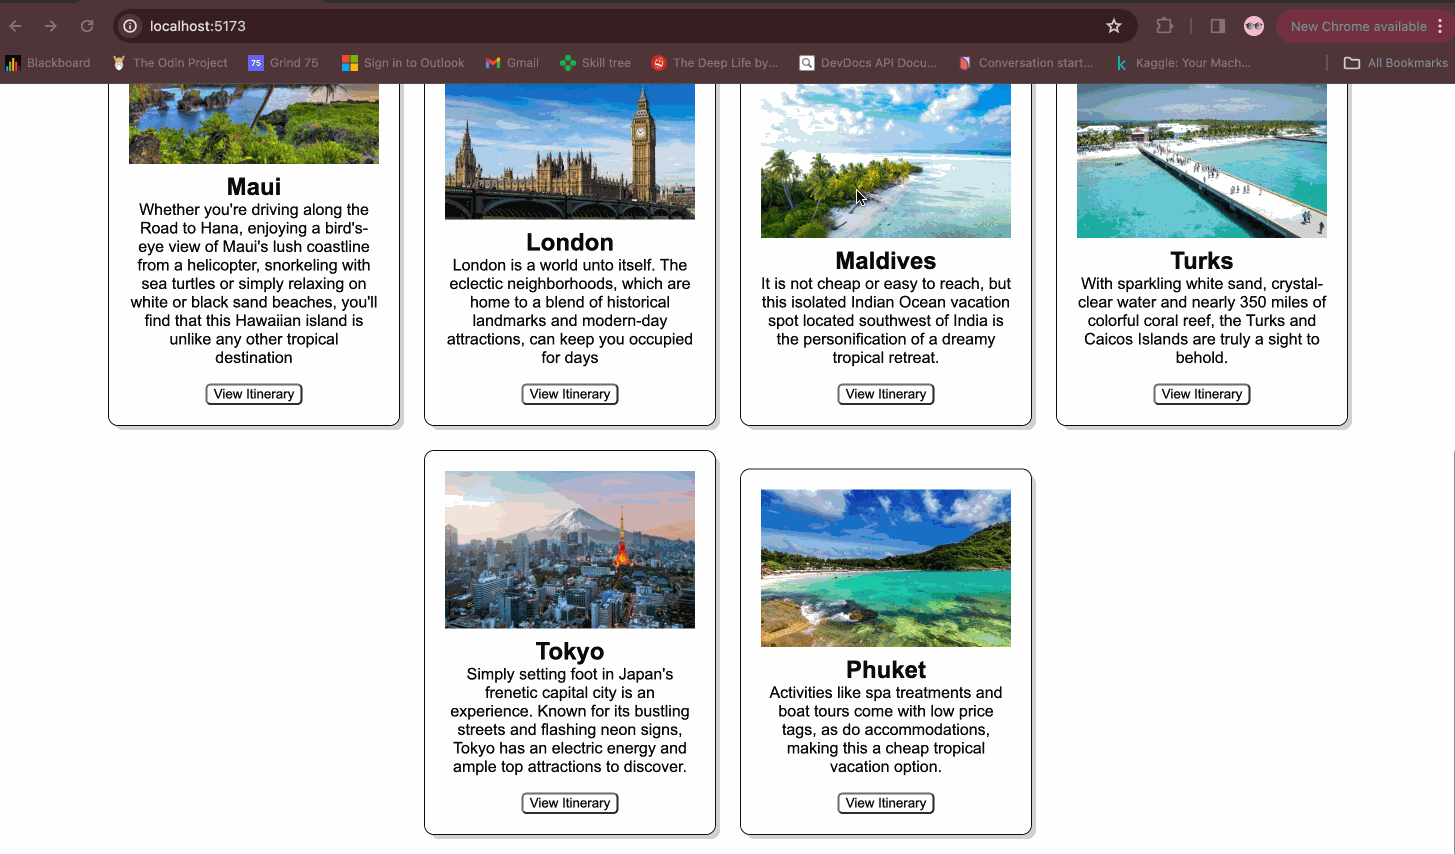 localhost:5173
New Chrome available
Blackboard
The Odin Project
75
Grind 75
Sign in to Outlook
Gmail
Skill tree
The Deep Life by...
DevDocs API Docu...
Conversation start...
k
Kaggle: Your Mach...
All Bookmarks
Maui
Whether you're driving along the
Road to Hana, enjoying a bird's-
eye view of Maui's lush coastline
from a helicopter, snorkeling with
sea turtles or simply relaxing on
white or black sand beaches, you'll
find that this Hawaiian island is
unlike any other tropical
destination
View Itinerary
London
London is a world unto itself. The
eclectic neighborhoods, which are
home to a blend of historical
landmarks and modern-day
attractions, can keep you occupied
for days
View Itinerary
Maldives
It is not cheap or easy to reach, but
this isolated Indian Ocean vacation
spot located southwest of India is
the personification of a dreamy
tropical retreat.
View Itinerary
Turks
With sparkling white sand, crystal-
clear water and nearly 350 miles of
colorful coral reef, the Turks and
Caicos Islands are truly a sight to
behold.
View Itinerary
Tokyo
Simply setting foot in Japan's
frenetic capital city is an
experience. Known for its bustling
streets and flashing neon signs,
Tokyo has an electric energy and
ample top attractions to discover.
View Itinerary
Phuket
Activities like spa treatments and
boat tours come with low price
tags, as do accommodations,
making this a cheap tropical
vacation option.
View Itinerary